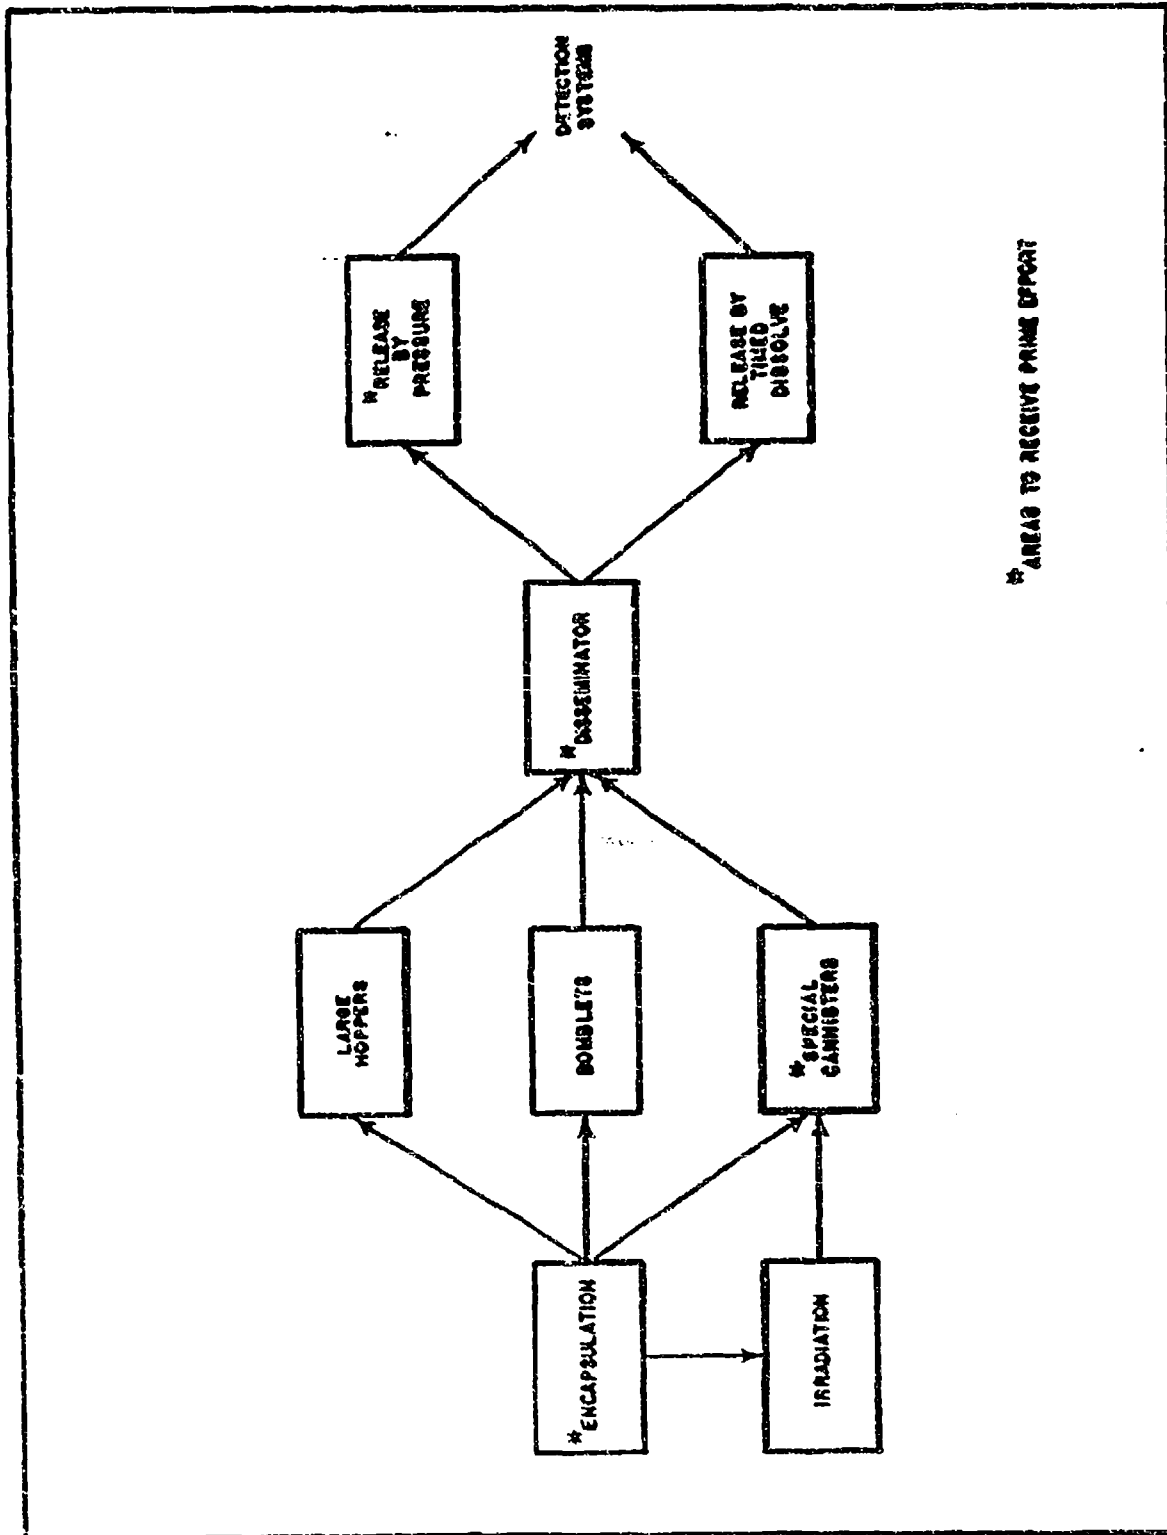 *ENCAPSULATION
IRRADIATION
LARGE
HOPPERS
BOMBLETS
*SPECIAL
CANNISTERS
*DISSEMINATOR
*RELEASE
BY
PRESSURE
RELEASE BY
TIMED
DISSOLVE
DETECTION
SYSTEMS
*AREAS TO RECEIVE PRIME EFFORT